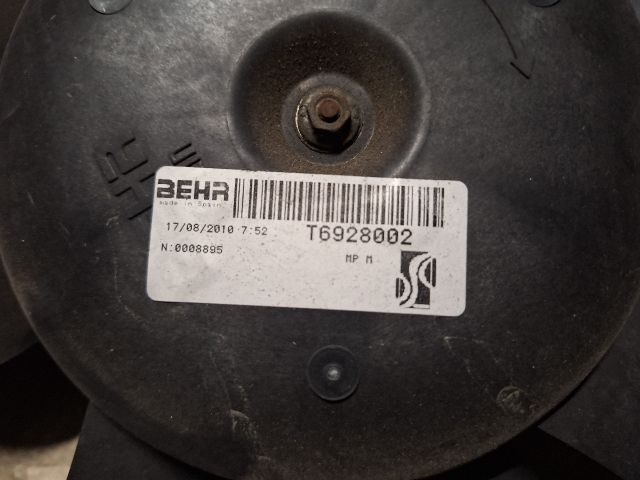 BEHR
made in Spain
17/08/2010 7:52
T6928002
N:0008895
MP M